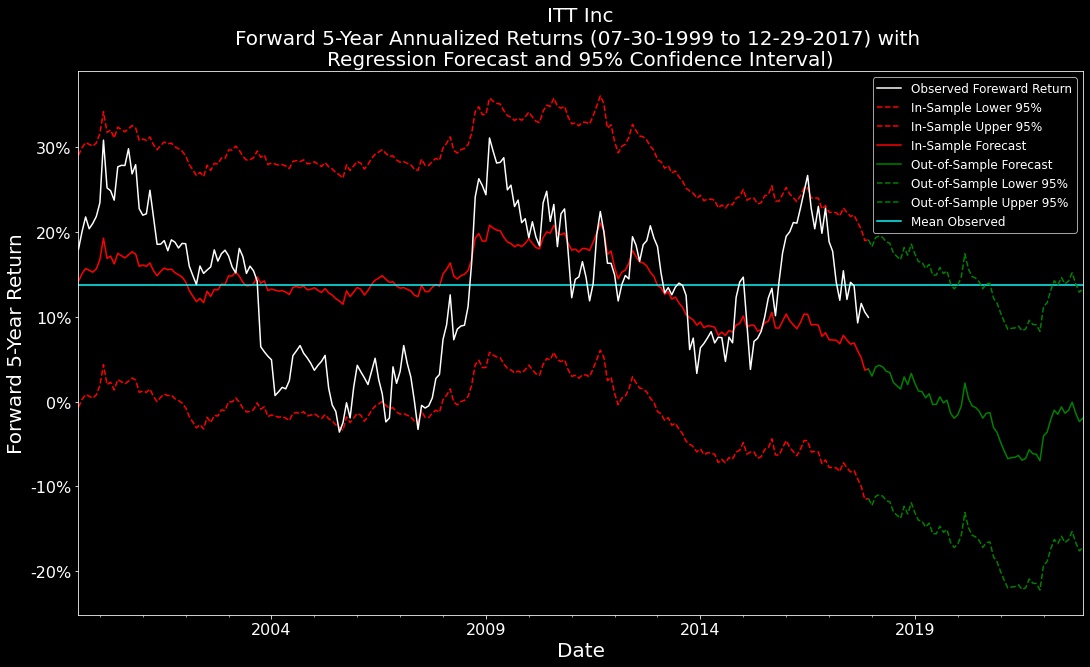 ITT Inc
Forward 5-Year Annualized Returns (07-30-1999 to 12-29-2017) with
Regression Forecast and 95% Confidence Interval)
Observed Foreward Return
In-Sample Lower 95%
In-Sample Upper 95%
In-Sample Forecast
Out-of-Sample Forecast
Out-of-Sample Lower 95%
Out-of-Sample Upper 95%
Mean Observed
Forward 5-Year Return
30%
20%
10%
0%
-10%
-20%
2004
2009
2014
2019
Date